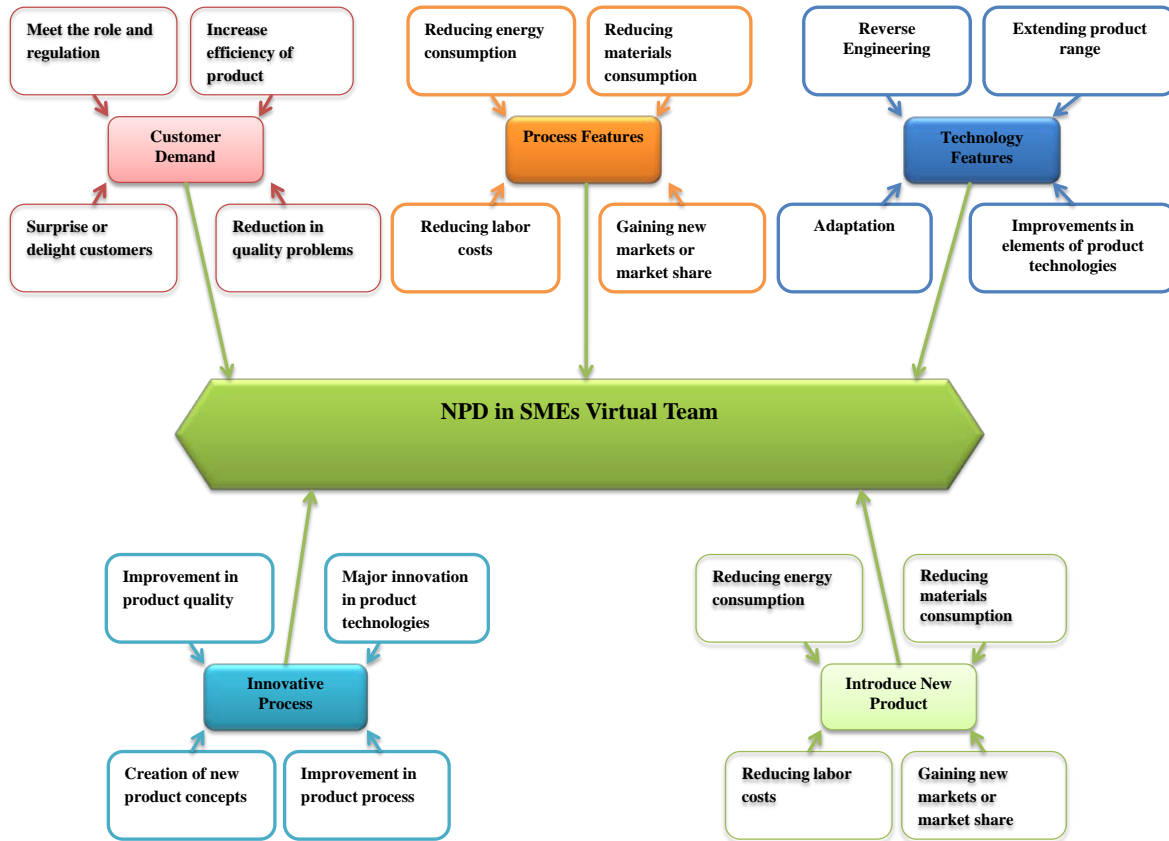 Meet the role and
regulation
Increase
efficiency of
product
Customer
Demand
Surprise or
delight customers
Reduction in
quality problems
Reducing energy
consumption
Reducing
materials
consumption
Process Features
Reducing labor
costs
Gaining new
markets or
market share
Reverse
Engineering
Extending product
range
Technology
Features
Adaptation
Improvements in
elements of product
technologies
NPD in SMEs Virtual Team
Improvement in
product quality
Major innovation
in product
technologies
Innovative
Process
Creation of new
product concepts
Improvement in
product process
Reducing energy
consumption
Reducing
materials
consumption
Introduce New
Product
Reducing labor
costs
Gaining new
markets or
market share